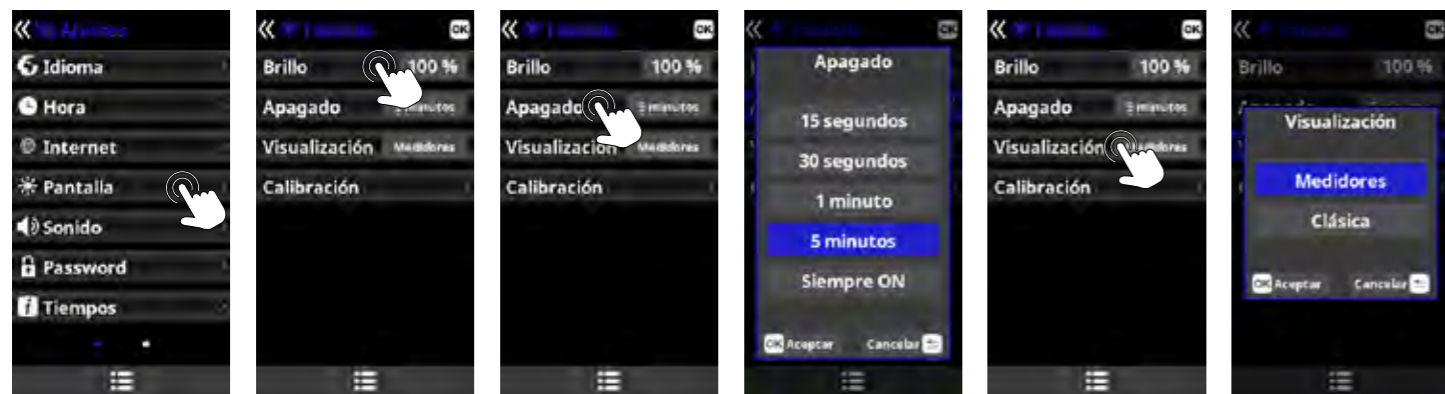 Ajustes
Idioma
Hora
Internet
Pantalla
Sonido
Password
Tiempos
OK
Brillo 100 %
Apagado minutos
Visualización Medidores
Calibración
OK
Brillo 100 %
Apagado minutos
Visualización Medidores
Calibración
OK
Apagado
15 segundos
30 segundos
1 minuto
5 minutos
Siempre ON
OK Aceptar Cancelar
OK
Brillo 100 %
Apagado minutos
Visualización
Calibración
OK
Brillo 100 %
Visualización
Medidores
Clásica
OK Aceptar Cancelar